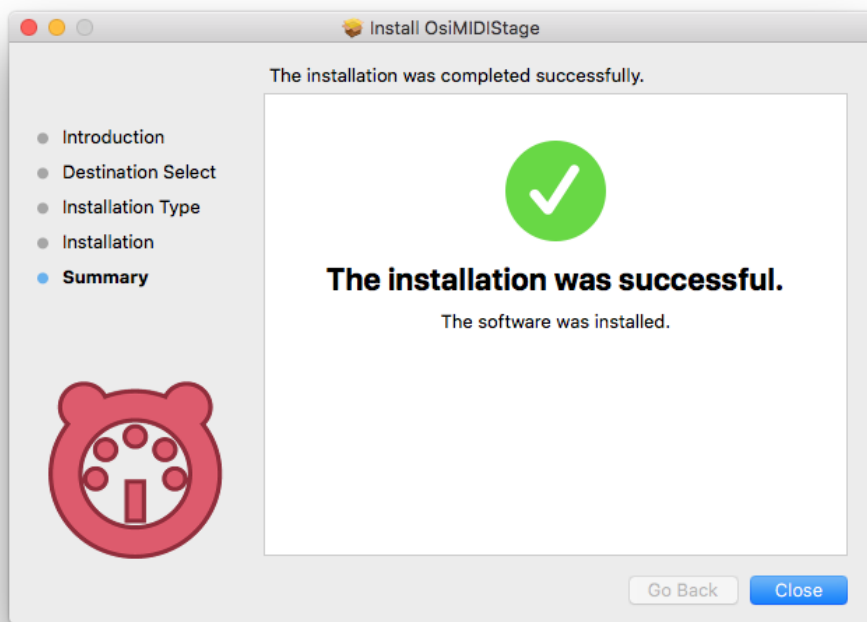 Install OsiMIDIStage
The installation was completed successfully.
Introduction
Destination Select
Installation Type
Installation
Summary
The installation was successful.
The software was installed.
Go Back
Close